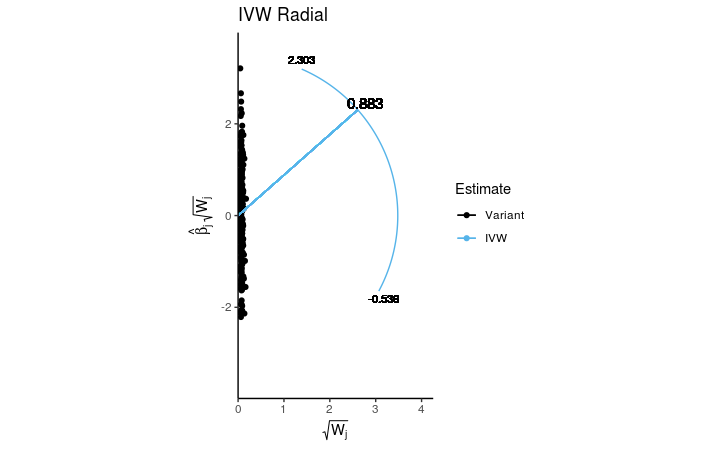 IVW Radial
2.303
0.883
-0.539
2
0
-2
β̂ⱼ√Wⱼ
0 1 2 3 4
√Wⱼ
Estimate
Variant
IVW